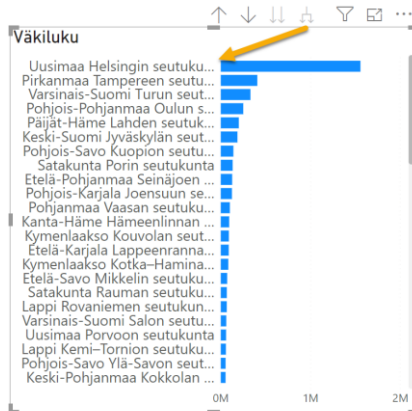 Väkiluku
Uusimaa Helsingin seutuku...
Pirkanmaa Tampereen seutu...
Varsinais-Suomi Turun seut...
Pohjois-Pohjanmaa Oulun s...
Päijät-Häme Lahden seutuk...
Keski-Suomi Jyväskylän seut...
Pohjois-Savo Kuopion seutu...
Satakunta Porin seutukunta
Etelä-Pohjanmaa Seinäjoen ...
Pohjois-Karjala Joensuun se...
Pohjanmaa Vaasan seutuku...
Kanta-Häme Hämeenlinnan ...
Kymenlaakso Kouvolan seut...
Etelä-Karjala Lappeenranna...
Kymenlaakso Kotka–Hamina...
Etelä-Savo Mikkelin seutuku...
Satakunta Rauman seutuku...
Lappi Rovaniemen seutukun...
Varsinais-Suomi Salon seutu...
Uusimaa Porvoon seutukunta
Lappi Kemi–Tornion seutuku...
Pohjois-Savo Ylä-Savon seut...
Keski-Pohjanmaa Kokkolan ...
0M 1M 2M